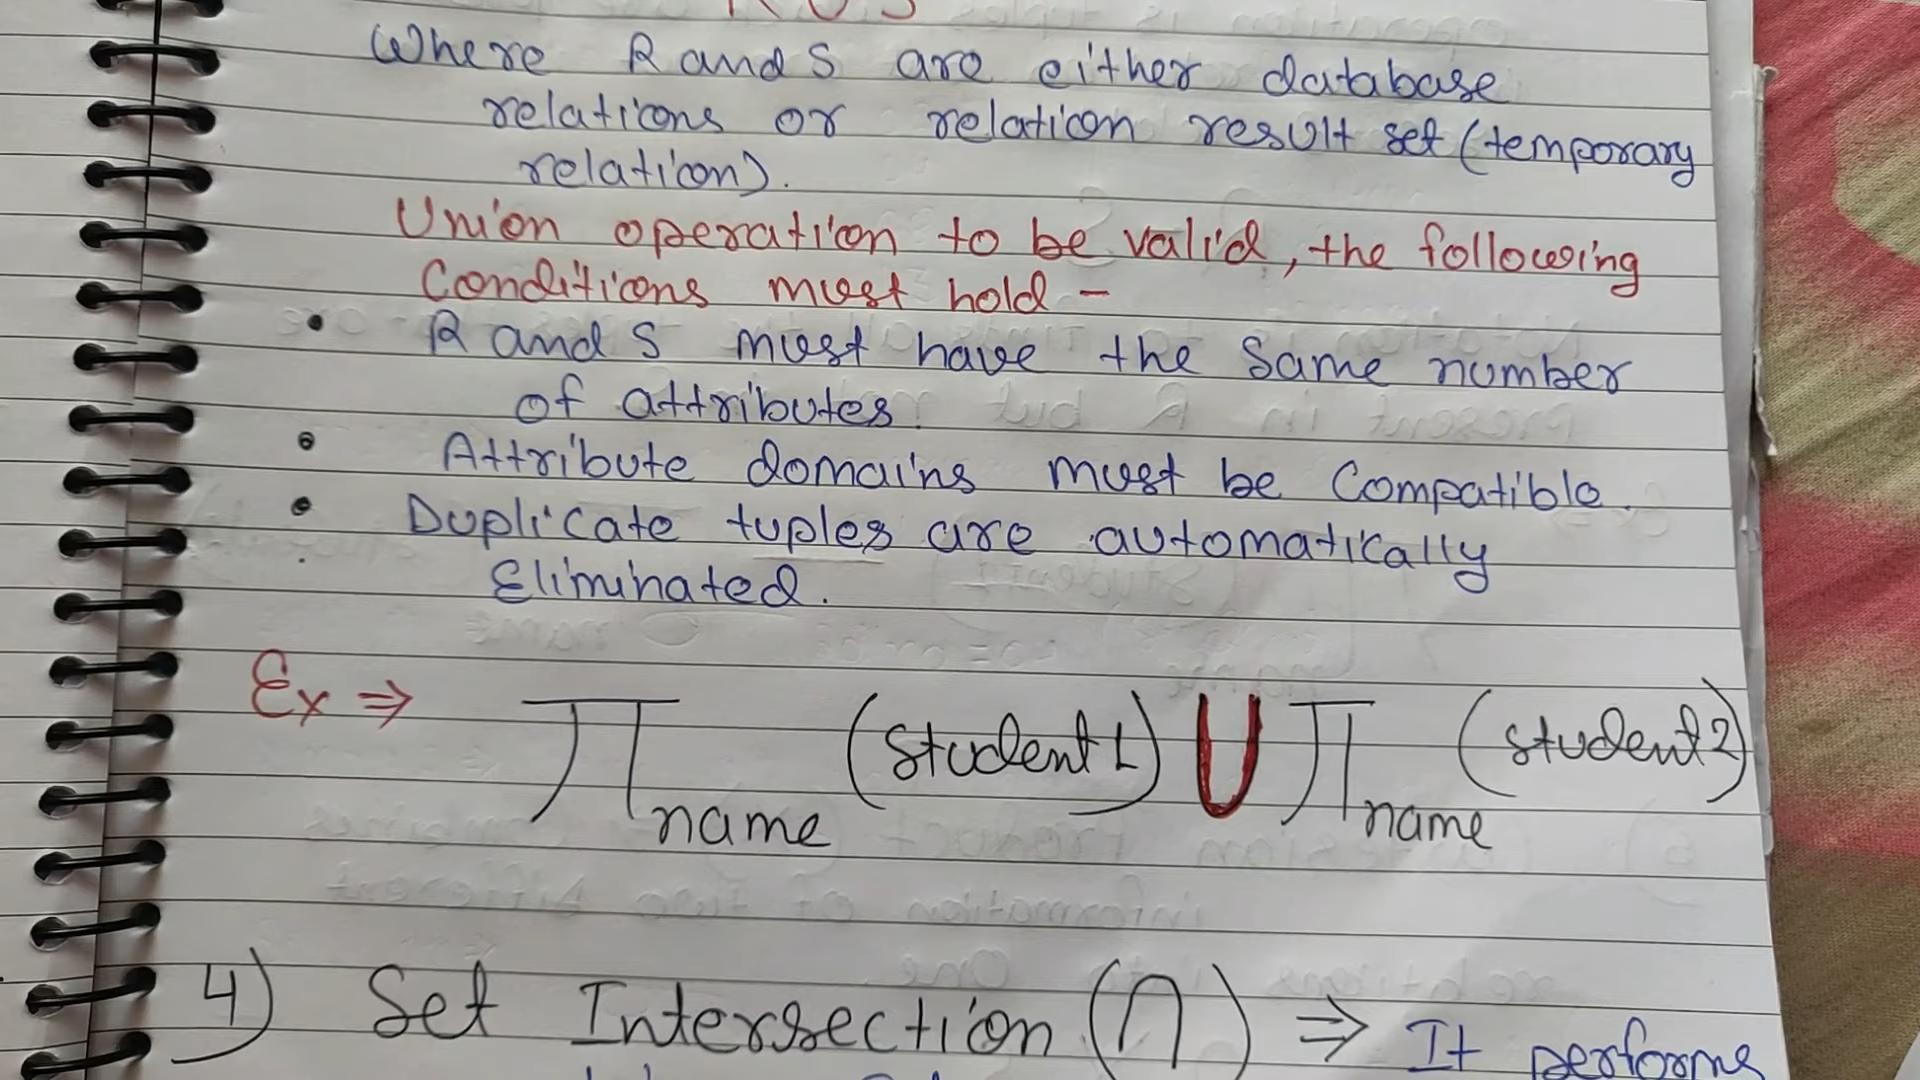 R U S
Where R and S are either database
relations or relation result set (temporary
relation).
Union operation to be valid, the following
Conditions must hold -
• R and S must have the same number
of attributes.
• Attribute domains must be Compatible.
• Duplicate tuples are automatically
Eliminated.
Ex ⇒ π name (Student1) ∪ π name (student2)
4) Set Intersection (∩) ⇒ It performs